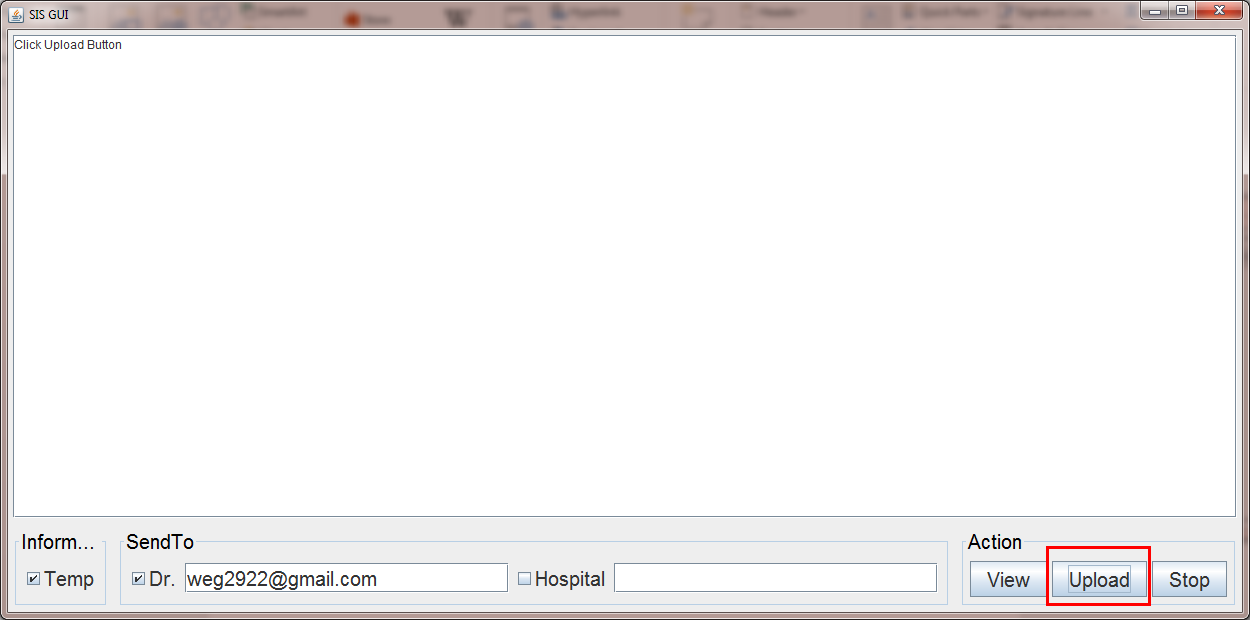 SIS GUI
Click Upload Button
Inform... SendTo Action
Temp Dr. weg2922@gmail.com Hospital View Upload Stop